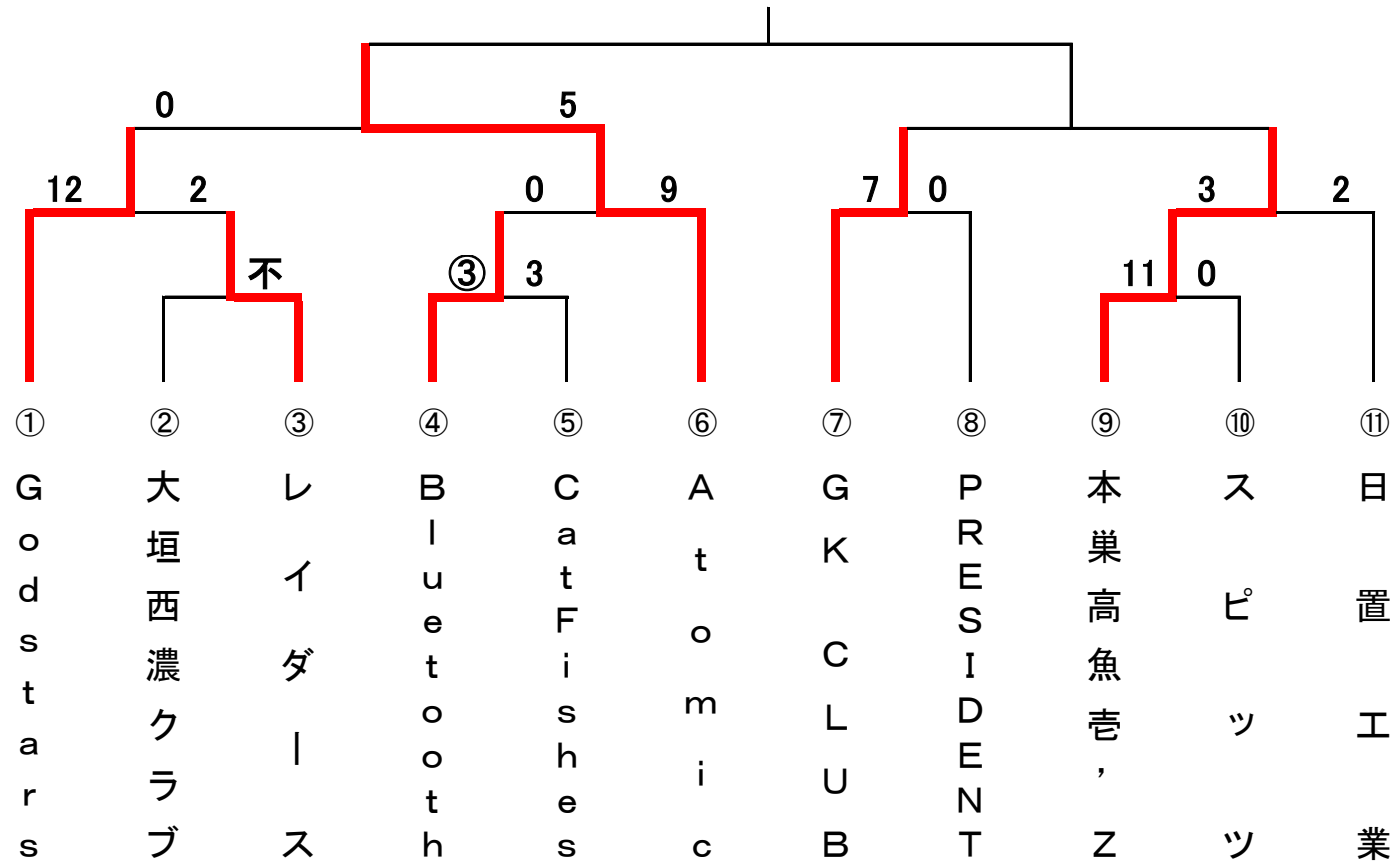 0 5
12 2 0 9 7 0 3 2
不 ③ 3 11 0
① ② ③ ④ ⑤ ⑥ ⑦ ⑧ ⑨ ⑩ ⑪
Godstars
大垣西濃クラブ
レイダース
Bluetooth
CatFishes
Atomic
GK CLUB
PRESIDENT
本巣高魚壱’Z
スピッツ
日置工業